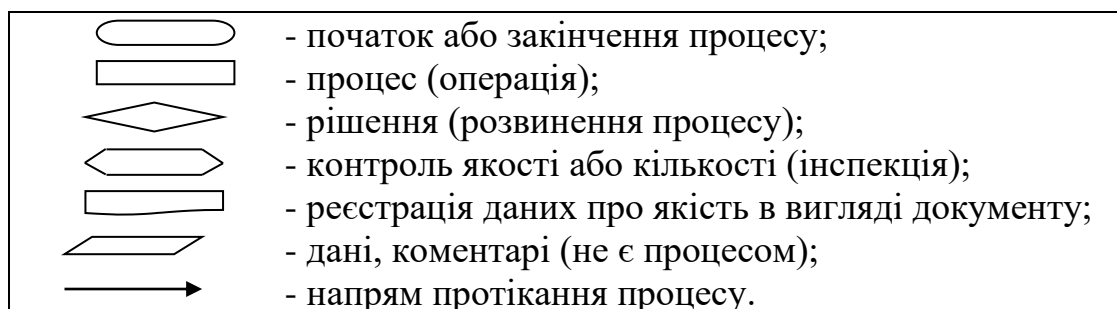 - початок або закінчення процесу;
- процес (операція);
- рішення (розвинення процесу);
- контроль якості або кількості (інспекція);
- реєстрація даних про якість в вигляді документу;
- дані, коментарі (не є процесом);
- напрям протікання процесу.